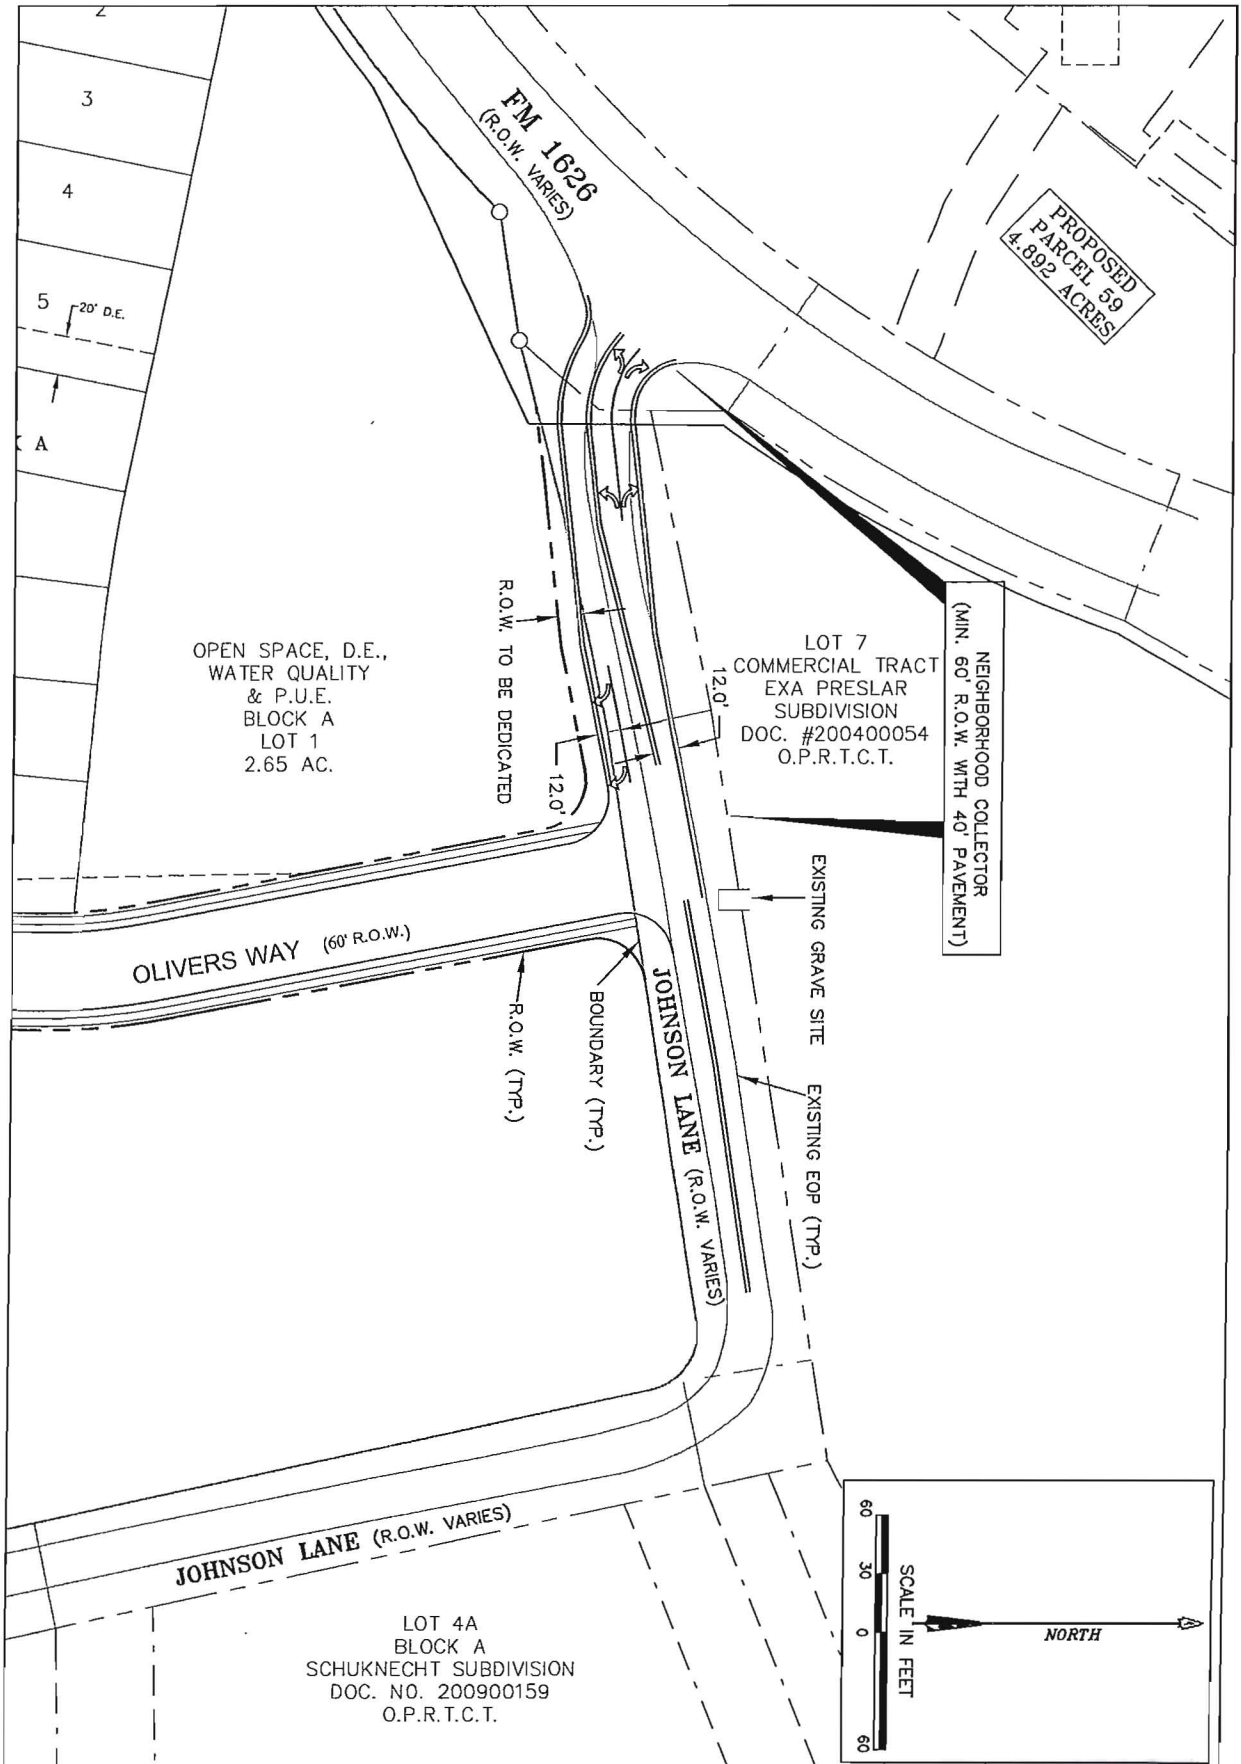 2
3
4
5
20' D.E.
A
FM 1626
(R.O.W. VARIES)
PROPOSED
PARCEL 59
4.892 ACRES
NEIGHBORHOOD COLLECTOR
(MIN. 60' R.O.W. WITH 40' PAVEMENT)
LOT 7
COMMERCIAL TRACT
EXA PRESLAR
SUBDIVISION
DOC. #200400054
O.P.R.T.C.T.
12.0'
R.O.W. TO BE DEDICATED
12.0'
OPEN SPACE, D.E.,
WATER QUALITY
& P.U.E.
BLOCK A
LOT 1
2.65 AC.
EXISTING GRAVE SITE
EXISTING EOP (TYP.)
OLIVERS WAY (60' R.O.W.)
R.O.W. (TYP.)
BOUNDARY (TYP.)
JOHNSON LANE (R.O.W. VARIES)
JOHNSON LANE (R.O.W. VARIES)
LOT 4A
BLOCK A
SCHUKNECHT SUBDIVISION
DOC. NO. 200900159
O.P.R.T.C.T.
NORTH
SCALE IN FEET
60 30 0 60